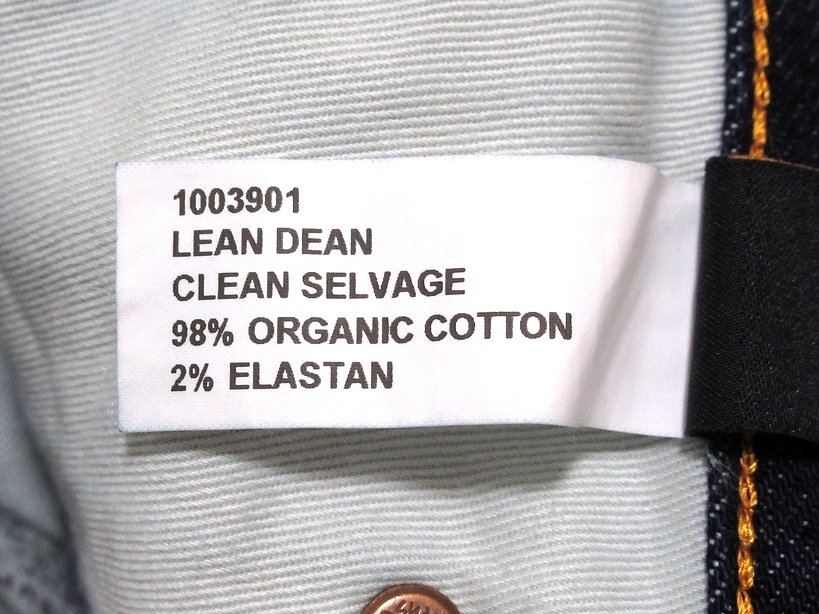 1003901
LEAN DEAN
CLEAN SELVAGE
98% ORGANIC COTTON
2% ELASTAN